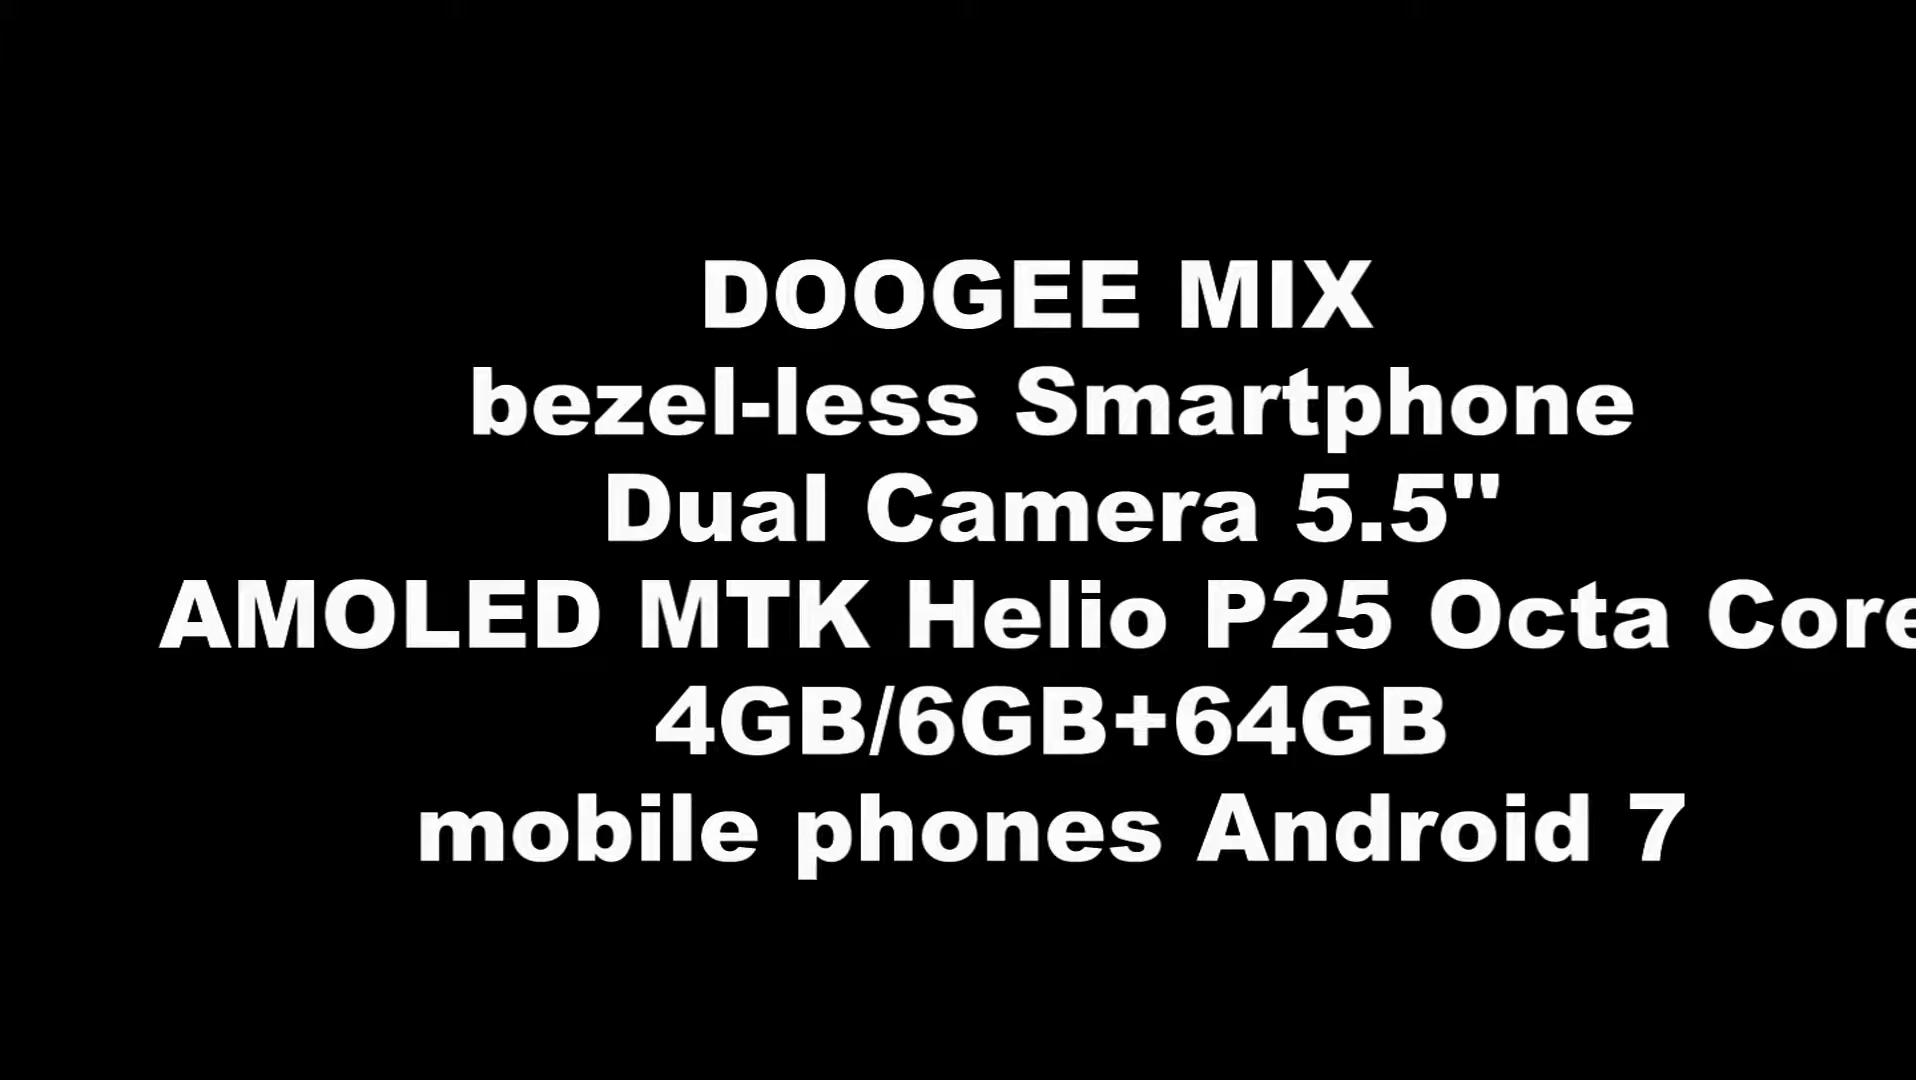 DOOGEE MIX
bezel-less Smartphone
Dual Camera 5.5"
AMOLED MTK Helio P25 Octa Core
4GB/6GB+64GB
mobile phones Android 7